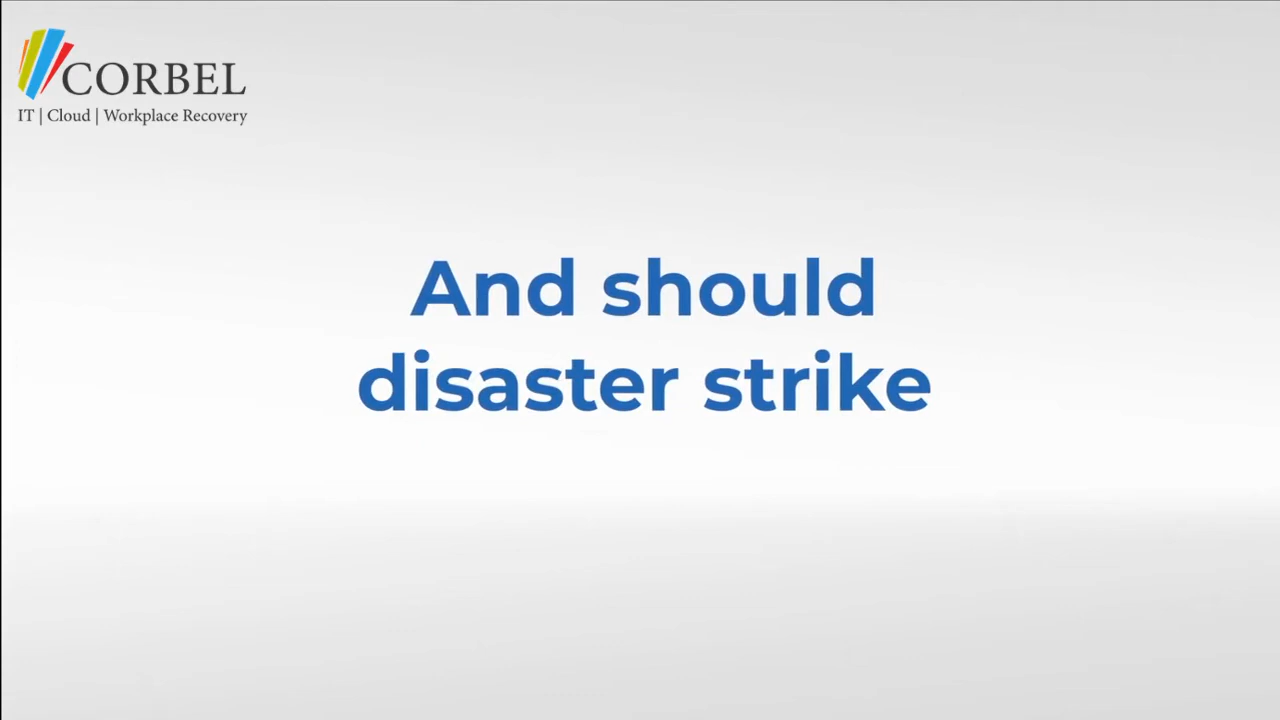 CORBEL
IT | Cloud | Workplace Recovery
And should
disaster strike